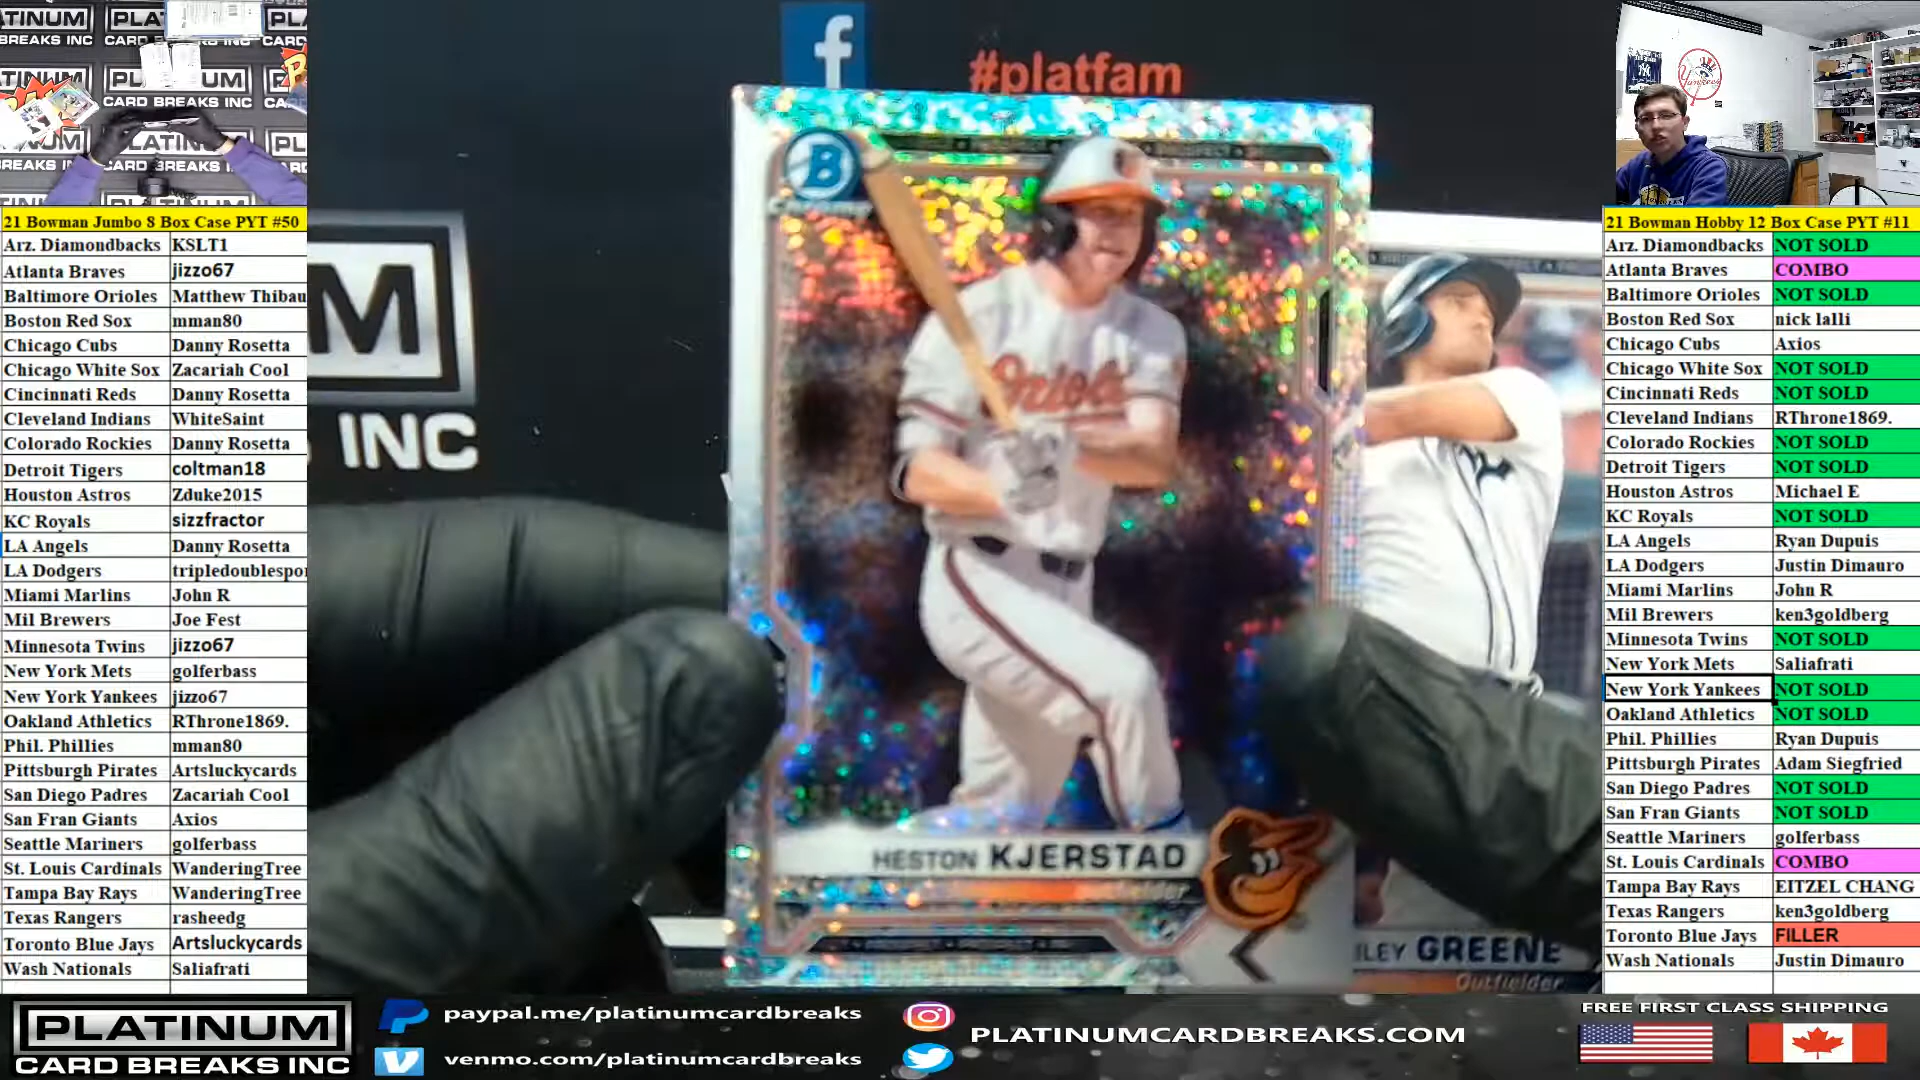 #platfam
PLATINUM
CARD BREAKS INC
M
INC
B
Orioles
HESTON KJERSTAD
GREENE
Outfielder
Yankees
21 Bowman Jumbo 8 Box Case PYT #50
Arz. Diamondbacks KSLT1
Atlanta Braves jizzo67
Baltimore Orioles Matthew Thibau
Boston Red Sox mman80
Chicago Cubs Danny Rosetta
Chicago White Sox Zacariah Cool
Cincinnati Reds Danny Rosetta
Cleveland Indians WhiteSaint
Colorado Rockies Danny Rosetta
Detroit Tigers coltman18
Houston Astros Zduke2015
KC Royals sizzfractor
LA Angels Danny Rosetta
LA Dodgers tripledoublespor
Miami Marlins John R
Mil Brewers Joe Fest
Minnesota Twins jizzo67
New York Mets golferbass
New York Yankees jizzo67
Oakland Athletics RThrone1869.
Phil. Phillies mman80
Pittsburgh Pirates Artsluckycards
San Diego Padres Zacariah Cool
San Fran Giants Axios
Seattle Mariners golferbass
St. Louis Cardinals WanderingTree
Tampa Bay Rays WanderingTree
Texas Rangers rasheedg
Toronto Blue Jays Artsluckycards
Wash Nationals Saliafrati
21 Bowman Hobby 12 Box Case PYT #11
Arz. Diamondbacks NOT SOLD
Atlanta Braves COMBO
Baltimore Orioles NOT SOLD
Boston Red Sox nick lalli
Chicago Cubs Axios
Chicago White Sox NOT SOLD
Cincinnati Reds NOT SOLD
Cleveland Indians RThrone1869.
Colorado Rockies NOT SOLD
Detroit Tigers NOT SOLD
Houston Astros Michael E
KC Royals NOT SOLD
LA Angels Ryan Dupuis
LA Dodgers Justin Dimauro
Miami Marlins John R
Mil Brewers ken3goldberg
Minnesota Twins NOT SOLD
New York Mets Saliafrati
New York Yankees NOT SOLD
Oakland Athletics NOT SOLD
Phil. Phillies Ryan Dupuis
Pittsburgh Pirates Adam Siegfried
San Diego Padres NOT SOLD
San Fran Giants NOT SOLD
Seattle Mariners golferbass
St. Louis Cardinals COMBO
Tampa Bay Rays EITZEL CHANG
Texas Rangers ken3goldberg
Toronto Blue Jays FILLER
Wash Nationals Justin Dimauro
PLATINUM
CARD BREAKS INC
paypal.me/platinumcardbreaks
venmo.com/platinumcardbreaks
PLATINUMCARDBREAKS.COM
FREE FIRST CLASS SHIPPING